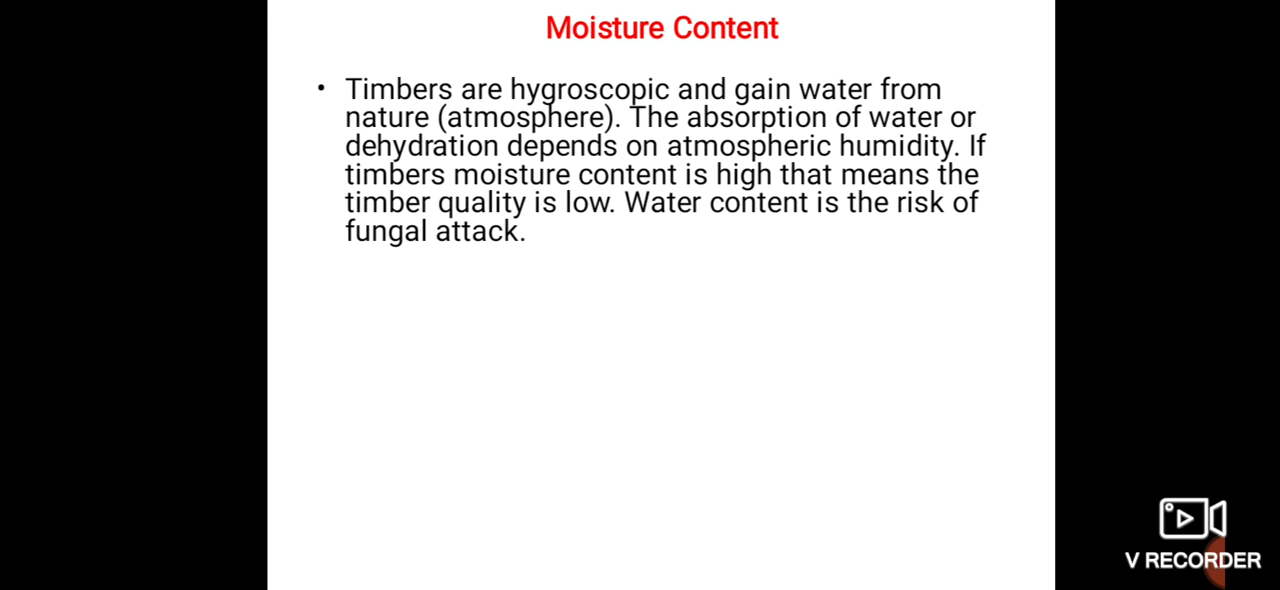 Moisture Content
• Timbers are hygroscopic and gain water from
nature (atmosphere). The absorption of water or
dehydration depends on atmospheric humidity. If
timbers moisture content is high that means the
timber quality is low. Water content is the risk of
fungal attack.
V RECORDER